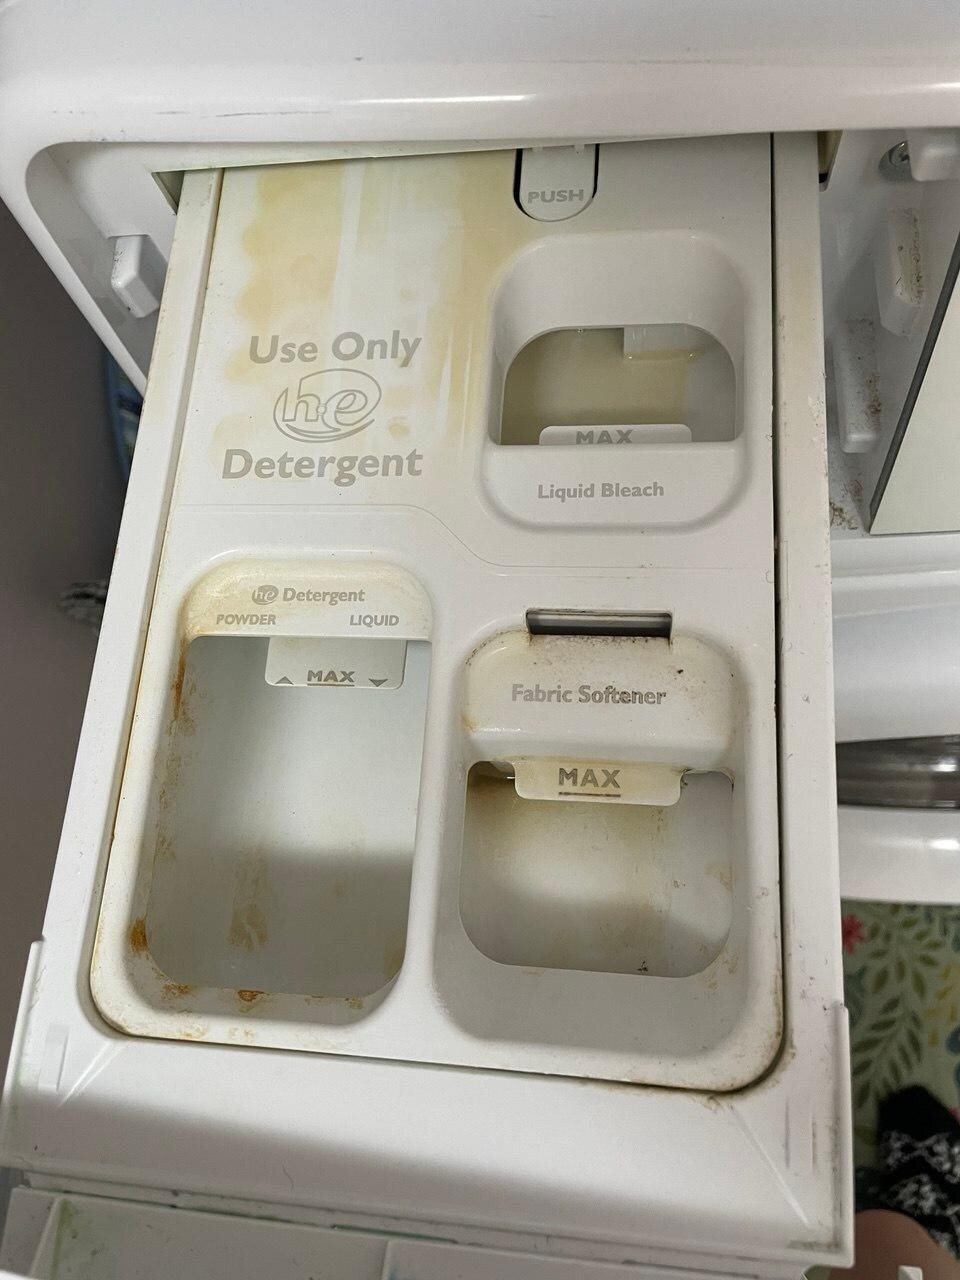 PUSH
Use Only
he
Detergent
MAX
Liquid Bleach
he Detergent
POWDER LIQUID
MAX
Fabric Softener
MAX